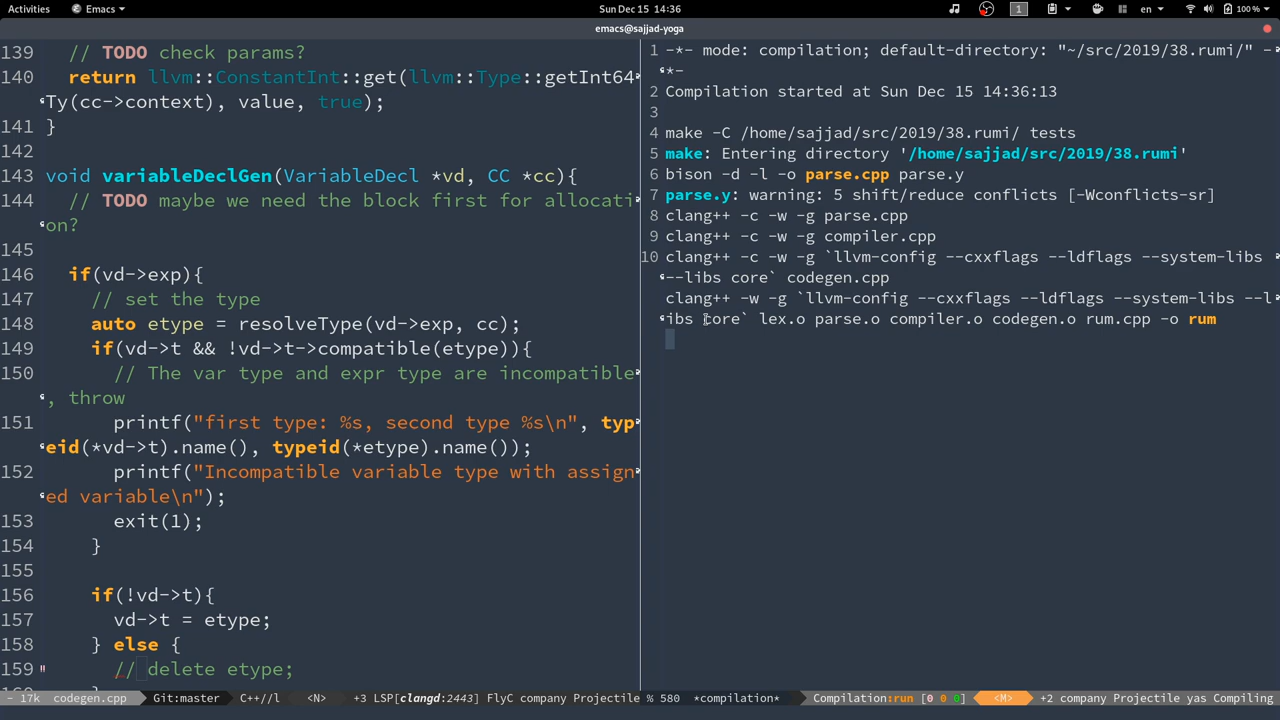 Activities Emacs Sun Dec 15 14:36 1 en 100 %
emacs@sajjad-yoga
139 // TODO check params?
140 return llvm::ConstantInt::get(llvm::Type::getInt64
Ty(cc->context), value, true);
141 }
142
143 void variableDeclGen(VariableDecl *vd, CC *cc){
144 // TODO maybe we need the block first for allocati
on?
145
146 if(vd->exp){
147 // set the type
148 auto etype = resolveType(vd->exp, cc);
149 if(vd->t && !vd->t->compatible(etype)){
150 // The var type and expr type are incompatible
, throw
151 printf("first type: %s, second type %s\n", typ
eid(*vd->t).name(), typeid(*etype).name());
152 printf("Incompatible variable type with assign
ed variable\n");
153 exit(1);
154 }
155
156 if(!vd->t){
157 vd->t = etype;
158 } else {
159 // delete etype;
- 17k codegen.cpp Git:master C++//l <N> +3 LSP[clangd:2443] FlyC company Projectile
1 -*- mode: compilation; default-directory: "~/src/2019/38.rumi/" -
*-
2 Compilation started at Sun Dec 15 14:36:13
3
4 make -C /home/sajjad/src/2019/38.rumi/ tests
5 make: Entering directory '/home/sajjad/src/2019/38.rumi'
6 bison -d -l -o parse.cpp parse.y
7 parse.y: warning: 5 shift/reduce conflicts [-Wconflicts-sr]
8 clang++ -c -w -g parse.cpp
9 clang++ -c -w -g compiler.cpp
10 clang++ -c -w -g `llvm-config --cxxflags --ldflags --system-libs
--libs core` codegen.cpp
clang++ -w -g `llvm-config --cxxflags --ldflags --system-libs --l
ibs core` lex.o parse.o compiler.o codegen.o rum.cpp -o rum
% 580 *compilation* Compilation:run [0 0 0] <M> +2 company Projectile yas Compiling